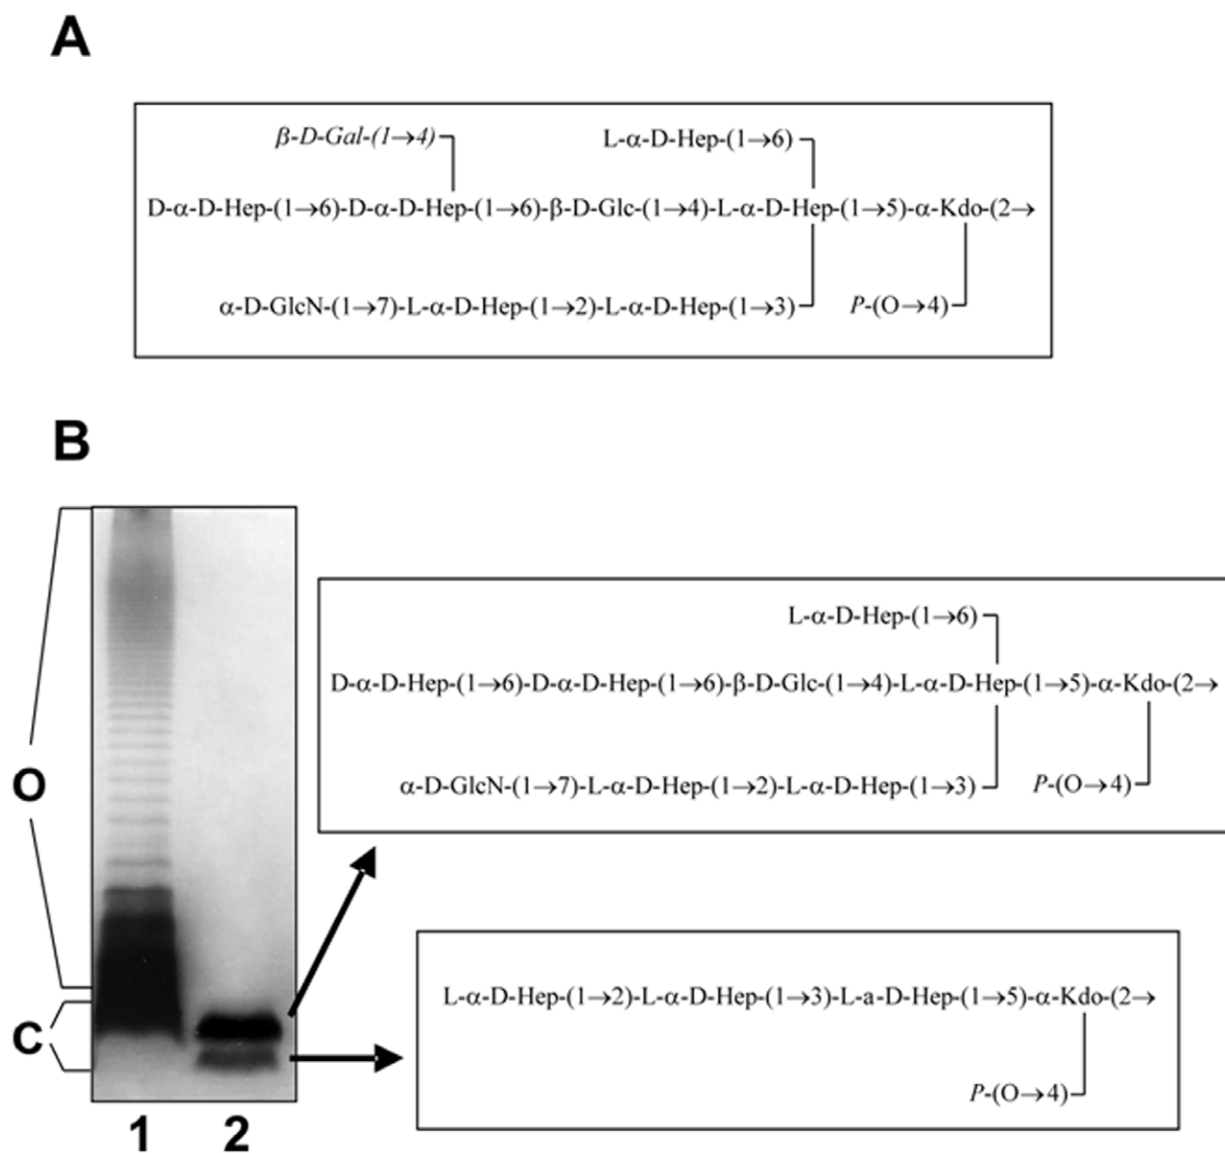 A
β-D-Gal-(1→4)
L-α-D-Hep-(1→6)
D-α-D-Hep-(1→6)-D-α-D-Hep-(1→6)-β-D-Glc-(1→4)-L-α-D-Hep-(1→5)-α-Kdo-(2→
α-D-GlcN-(1→7)-L-α-D-Hep-(1→2)-L-α-D-Hep-(1→3)
P-(O→4)
B
O
C
1 2
L-α-D-Hep-(1→6)
D-α-D-Hep-(1→6)-D-α-D-Hep-(1→6)-β-D-Glc-(1→4)-L-α-D-Hep-(1→5)-α-Kdo-(2→
α-D-GlcN-(1→7)-L-α-D-Hep-(1→2)-L-α-D-Hep-(1→3)
P-(O→4)
L-α-D-Hep-(1→2)-L-α-D-Hep-(1→3)-L-a-D-Hep-(1→5)-α-Kdo-(2→
P-(O→4)